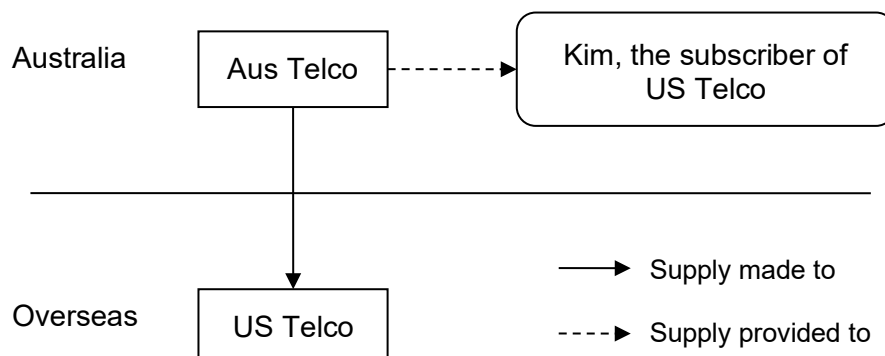 Australia
Aus Telco
Kim, the subscriber of
US Telco
Overseas
US Telco
Supply made to
Supply provided to